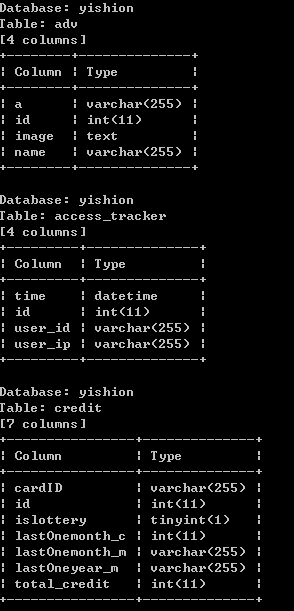 Database: yishion
Table: adv
[4 columns]
+--------+--------------+
¦ Column ¦ Type         ¦
+--------+--------------+
¦ a      ¦ varchar(255) ¦
¦ id     ¦ int(11)      ¦
¦ image  ¦ text         ¦
¦ name   ¦ varchar(255) ¦
+--------+--------------+
Database: yishion
Table: access_tracker
[4 columns]
+---------+--------------+
¦ Column  ¦ Type         ¦
+---------+--------------+
¦ time    ¦ datetime     ¦
¦ id      ¦ int(11)      ¦
¦ user_id ¦ varchar(255) ¦
¦ user_ip ¦ varchar(255) ¦
+---------+--------------+
Database: yishion
Table: credit
[7 columns]
+----------------+--------------+
¦ Column         ¦ Type         ¦
+----------------+--------------+
¦ cardID         ¦ varchar(255) ¦
¦ id             ¦ int(11)      ¦
¦ islottery      ¦ tinyint(1)   ¦
¦ lastOnemonth_c ¦ int(11)      ¦
¦ lastOnemonth_m ¦ varchar(255) ¦
¦ lastOneyear_m  ¦ varchar(255) ¦
¦ total_credit   ¦ int(11)      ¦
+----------------+--------------+